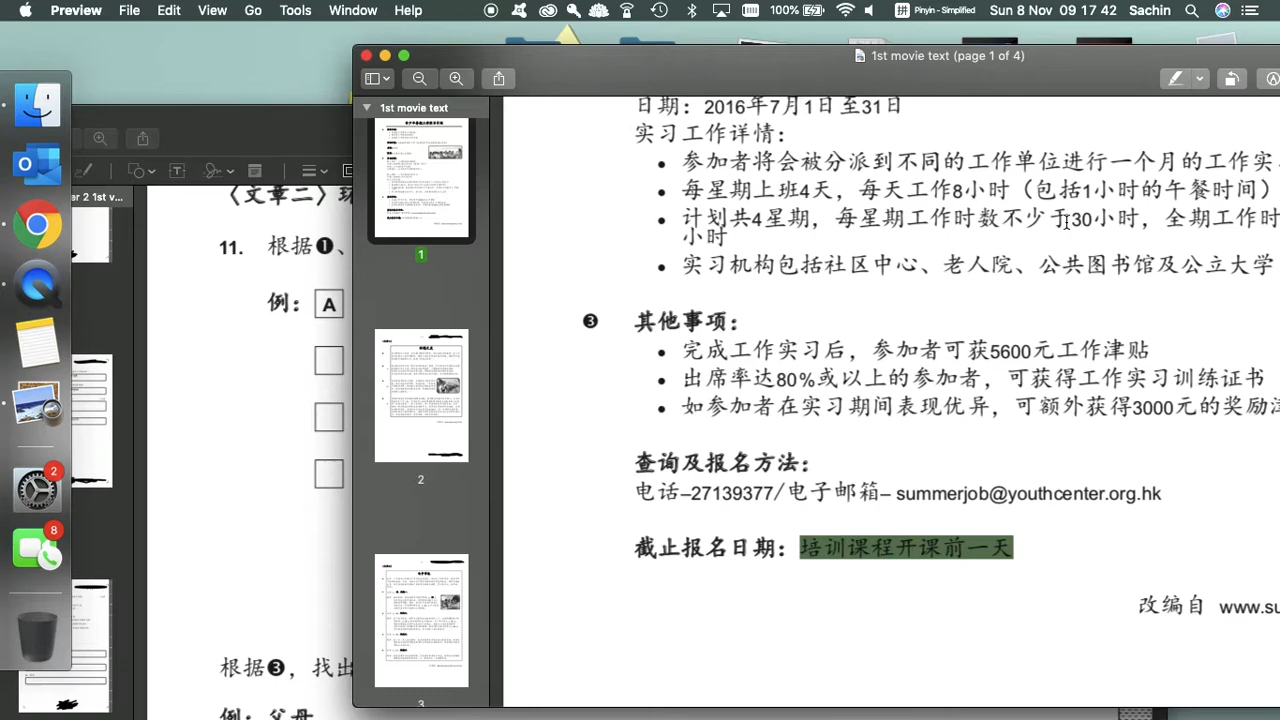 Preview File Edit View Go Tools Window Help 100% Pinyin - Simplified Sun 8 Nov 09 17 42 Sachin
1st movie text (page 1 of 4)
1st movie text
1
2
3
日期：2016年7月1日至31日
实习工作详情：
• 参加者将会被分派到不同的工作单位进行一个月的工作实
• 每星期上班4天，每天工作8小时（包括1小时的午餐时间）
• 计划共4星期，每星期工作时数不少于30小时，全期工作时
小时
• 实习机构包括社区中心、老人院、公共图书馆及公立大学
❸ 其他事项：
• 完成工作实习后，参加者可获5600元工作津贴
• 出席率达80%或以上的参加者，可获得工作实习训练证书
• 如参加者在实习期间表现优异，可额外获得3000元的奖励
查询及报名方法：
电话–27139377/电子邮箱– summerjob@youthcenter.org.hk
截止报名日期：培训课程开课前一天
改编自 www.su
r 2 1st v...
〈文章二〉
11. 根据❶、
例： A
根据❸，找出
例：父母
2
8